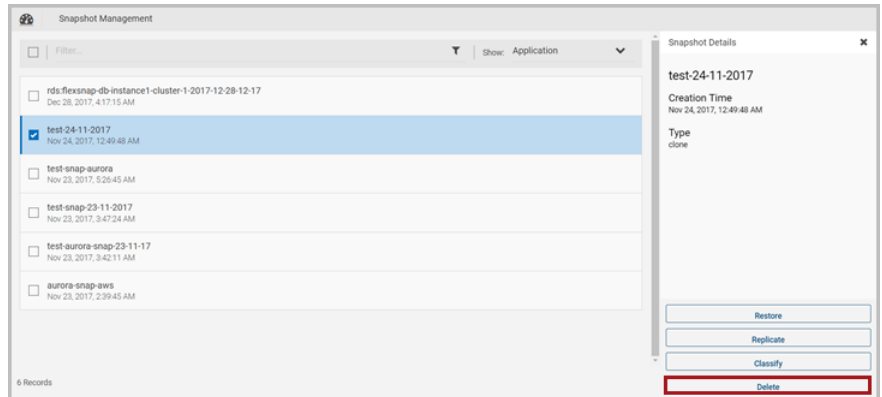 Snapshot Management
Filter...
Show: Application
rds:flexsnap-db-instance1-cluster-1-2017-12-28-12-17
Dec 28, 2017, 4:17:15 AM
test-24-11-2017
Nov 24, 2017, 12:49:48 AM
test-snap-aurora
Nov 23, 2017, 5:26:45 AM
test-snap-23-11-2017
Nov 23, 2017, 3:47:24 AM
test-aurora-snap-23-11-17
Nov 23, 2017, 3:42:11 AM
aurora-snap-aws
Nov 23, 2017, 2:39:45 AM
6 Records
Snapshot Details
test-24-11-2017
Creation Time
Nov 24, 2017, 12:49:48 AM
Type
clone
Restore
Replicate
Classify
Delete